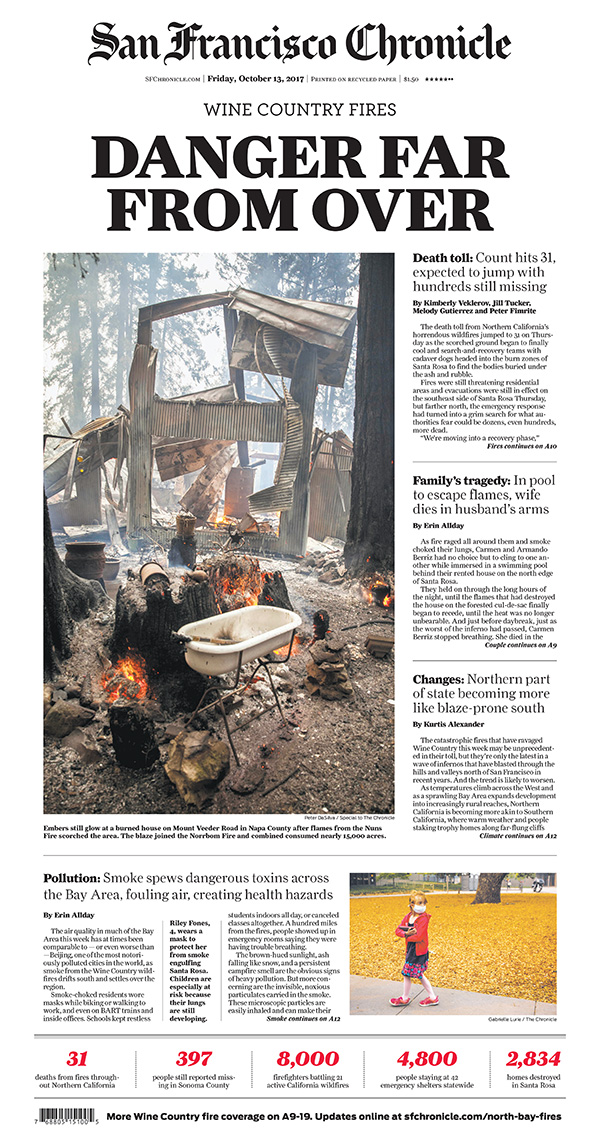 San Francisco Chronicle
SFChronicle.com | Friday, October 13, 2017 | Printed on recycled paper | $1.50
WINE COUNTRY FIRES
DANGER FAR
FROM OVER
Death toll: Count hits 31,
expected to jump with
hundreds still missing
By Kimberly Veklerov, Jill Tucker,
Melody Gutierrez and Peter Fimrite
The death toll from Northern California's
horrendous wildfires jumped to 31 on Thurs-
day as the scorched ground began to finally
cool and search-and-recovery teams with
cadaver dogs headed into the burn zones of
Santa Rosa to find the bodies buried under
the ash and rubble.
Fires were still threatening residential
areas and evacuations were still in effect on
the southeast side of Santa Rosa Thursday,
but farther north, the emergency response
had turned into a grim search for what au-
thorities fear could be dozens, even hundreds,
more dead.
“We're moving into a recovery phase,”
Fires continues on A10
Family's tragedy: In pool
to escape flames, wife
dies in husband's arms
By Erin Allday
As fire raged all around them and smoke
choked their lungs, Carmen and Armando
Berriz had no choice but to cling to one an-
other while immersed in a swimming pool
behind their rented house on the north edge
of Santa Rosa.
They held on through the long hours of
the night, until the flames that had destroyed
the house on the forested cul-de-sac finally
began to recede, until the heat was no longer
unbearable. And just before daybreak, just as
the worst of the inferno had passed, Carmen
Berriz stopped breathing. She died in the
Couple continues on A9
Changes: Northern part
of state becoming more
like blaze-prone south
By Kurtis Alexander
The catastrophic fires that have ravaged
Wine Country this week may be unprecedent-
ed in their toll, but they're only the latest in a
wave of infernos that have blasted through the
hills and valleys north of San Francisco in
recent years. And the trend is likely to worsen.
As temperatures climb across the West and
as a sprawling Bay Area expands development
into increasingly rural reaches, Northern
California is becoming more akin to Southern
California, where warm weather and people
staking trophy homes along far-flung cliffs
Climate continues on A12
Peter DaSilva / Special to The Chronicle
Embers still glow at a burned house on Mount Veeder Road in Napa County after flames from the Nuns
Fire scorched the area. The blaze joined the Norrbom Fire and combined consumed nearly 15,000 acres.
Pollution: Smoke spews dangerous toxins across
the Bay Area, fouling air, creating health hazards
By Erin Allday
The air quality in much of the Bay
Area this week has at times been
comparable to — or even worse than
—Beijing, one of the most notori-
ously polluted cities in the world, as
smoke from the Wine Country wild-
fires drifts south and settles over the
region.
Smoke-choked residents wore
masks while biking or walking to
work, and even on BART trains and
inside offices. Schools kept restless
Riley Fones,
4, wears a
mask to
protect her
from smoke
engulfing
Santa Rosa.
Children are
especially at
risk because
their lungs
are still
developing.
students indoors all day, or canceled
classes altogether. A hundred miles
from the fires, people showed up in
emergency rooms saying they were
having trouble breathing.
The brown-hued sunlight, ash
falling like snow, and a persistent
campfire smell are the obvious signs
of heavy pollution. But more con-
cerning are the invisible, noxious
particulates carried in the smoke.
These microscopic particles are
easily inhaled and can make their
Smoke continues on A12
Gabrielle Lurie / The Chronicle
31
deaths from fires through-
out Northern California
397
people still reported miss-
ing in Sonoma County
8,000
firefighters battling 21
active California wildfires
4,800
people staying at 42
emergency shelters statewide
2,834
homes destroyed
in Santa Rosa
7 68805 15100 5
More Wine Country fire coverage on A9-19. Updates online at sfchronicle.com/north-bay-fires